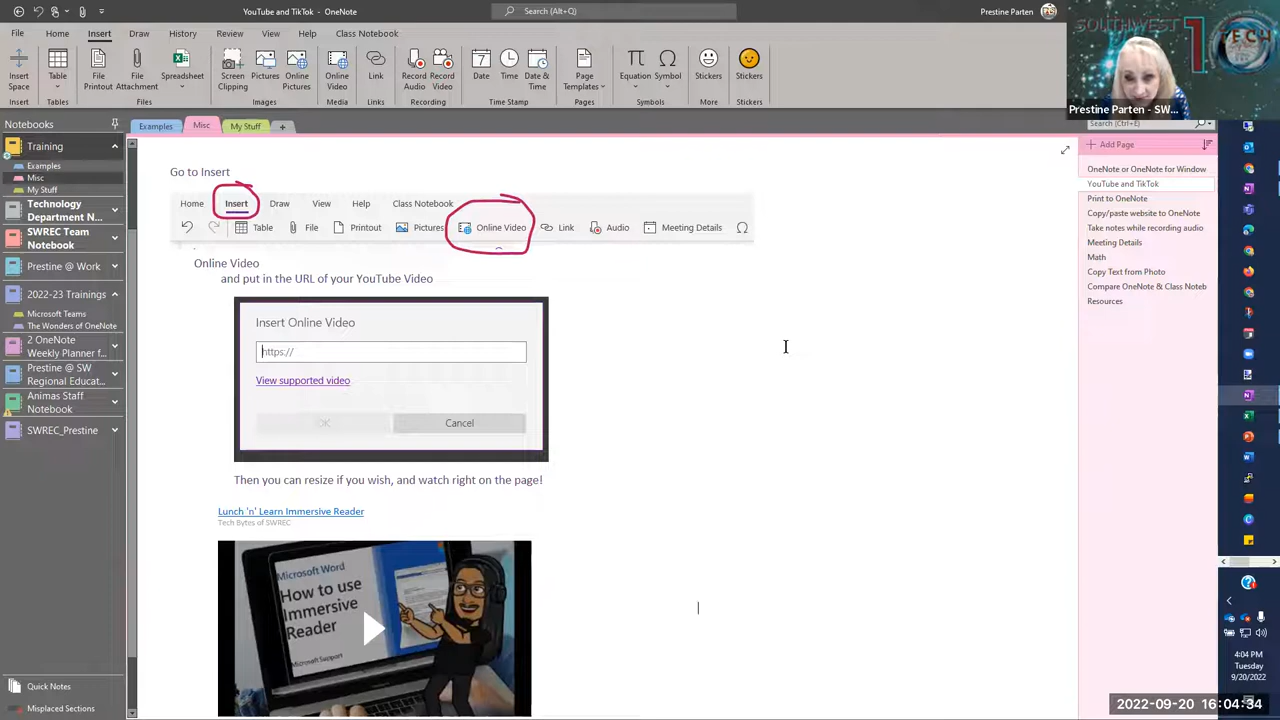 YouTube and TikTok - OneNote
Search (Alt+Q)
Prestine Parten
File Home Insert Draw History Review View Help Class Notebook
Insert Space
Table
File Printout
File Attachment
Spreadsheet
Screen Clipping
Pictures
Online Pictures
Online Video
Link
Record Audio
Record Video
Date
Time
Date & Time
Page Templates
Equation
Symbol
Stickers
Stickers
Insert Tables Files Images Media Links Recording Time Stamp Pages Symbols More Stickers
SOUTHWEST 10
TECH
Prestine Parten - SW...
Notebooks
Examples Misc My Stuff
Search (Ctrl+E)
Training
Examples
Misc
My Stuff
Technology
Department N...
SWREC Team
Notebook
Prestine @ Work
2022-23 Trainings
Microsoft Teams
The Wonders of OneNote
2 OneNote
Weekly Planner f...
Prestine @ SW
Regional Educat...
Animas Staff
Notebook
SWREC_Prestine
Quick Notes
Misplaced Sections
Go to Insert
Home Insert Draw View Help Class Notebook
Table File Printout Pictures Online Video Link Audio Meeting Details
Online Video
and put in the URL of your YouTube Video
Insert Online Video
https://
View supported video
OK Cancel
Then you can resize if you wish, and watch right on the page!
Lunch 'n' Learn Immersive Reader
Tech Bytes of SWREC
Microsoft Word
How to use
Immersive
Reader
Microsoft Support
Add Page
OneNote or OneNote for Window
YouTube and TikTok
Print to OneNote
Copy/paste website to OneNote
Take notes while recording audio
Meeting Details
Math
Copy Text from Photo
Compare OneNote & Class Noteb
Resources
4:04 PM
Tuesday
9/20/2022
2022-09-20 16:04:34